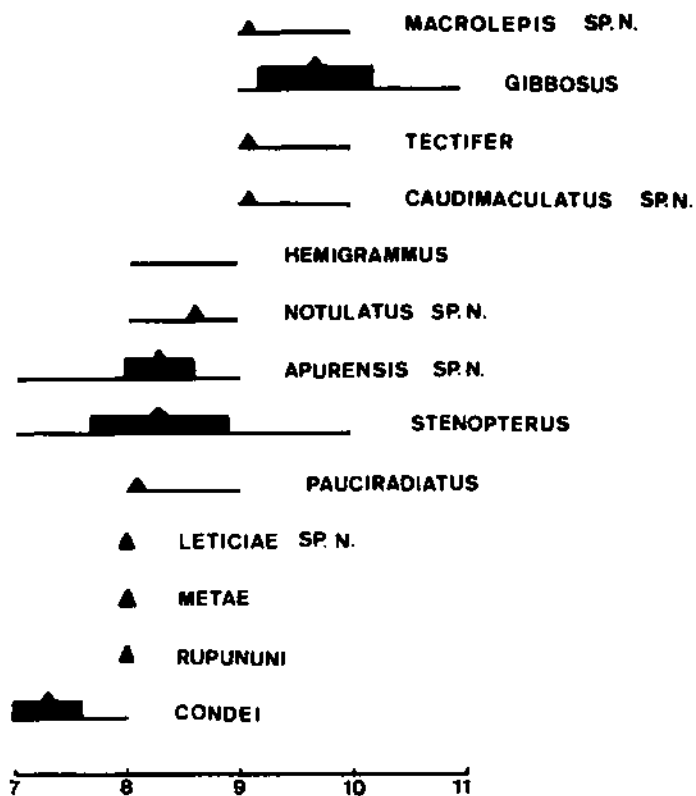 MACROLEPIS SP.N.
GIBBOSUS
TECTIFER
CAUDIMACULATUS SP.N.
HEMIGRAMMUS
NOTULATUS SP.N.
APURENSIS SP.N.
STENOPTERUS
PAUCIRADIATUS
LETICIAE SP.N.
METAE
RUPUNUNI
CONDEI
7 8 9 10 11